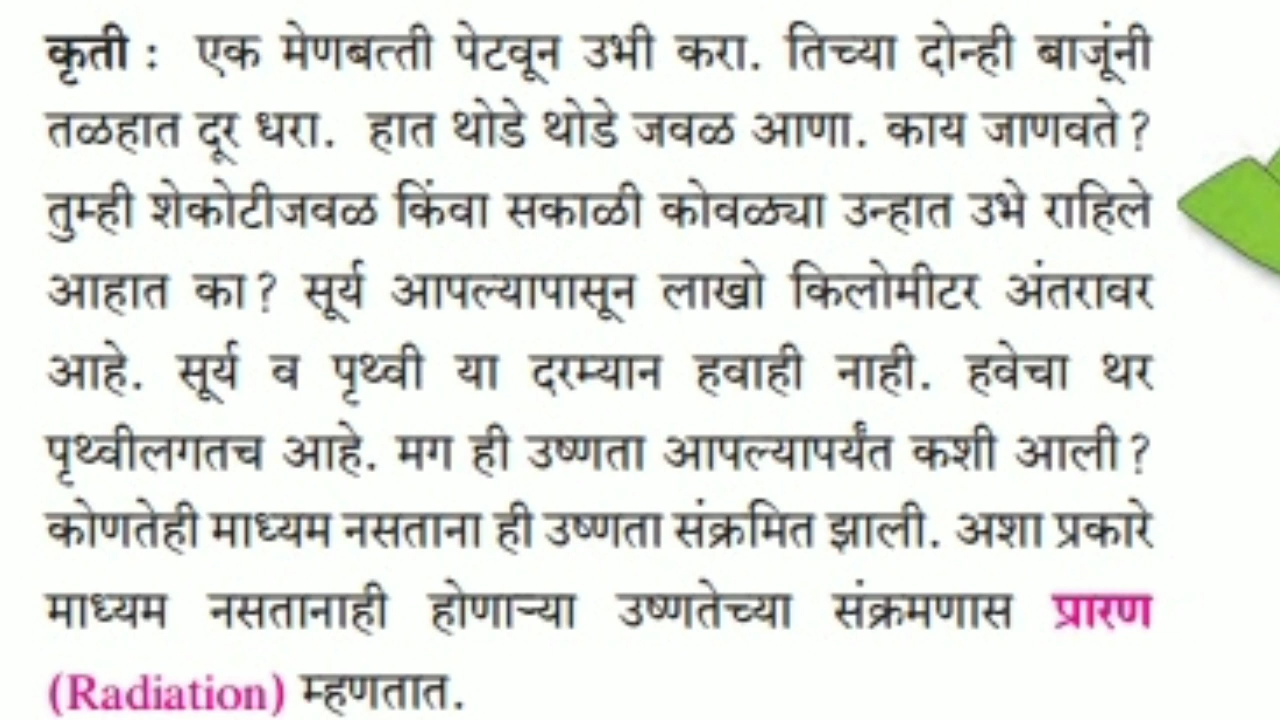 कृती : एक मेणबत्ती पेटवून उभी करा. तिच्या दोन्ही बाजूंनी
तळहात दूर धरा. हात थोडे थोडे जवळ आणा. काय जाणवते?
तुम्ही शेकोटीजवळ किंवा सकाळी कोवळ्या उन्हात उभे राहिले
आहात का? सूर्य आपल्यापासून लाखो किलोमीटर अंतरावर
आहे. सूर्य व पृथ्वी या दरम्यान हवाही नाही. हवेचा थर
पृथ्वीलगतच आहे. मग ही उष्णता आपल्यापर्यंत कशी आली?
कोणतेही माध्यम नसताना ही उष्णता संक्रमित झाली. अशा प्रकारे
माध्यम नसतानाही होणाऱ्या उष्णतेच्या संक्रमणास प्रारण
(Radiation) म्हणतात.